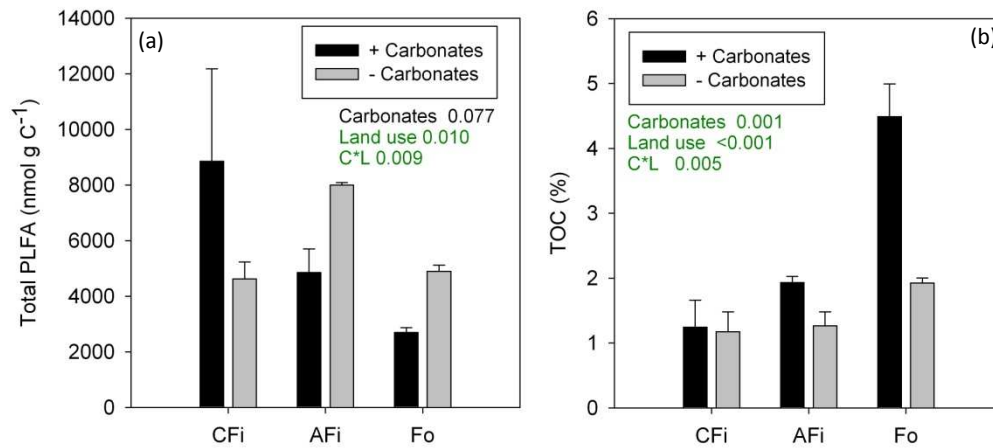 (a)
+ Carbonates
- Carbonates
Carbonates 0.077
Land use 0.010
C*L 0.009
Total PLFA (nmol g C⁻¹)
14000
12000
10000
8000
6000
4000
2000
0
CFi AFi Fo
(b)
+ Carbonates
- Carbonates
Carbonates 0.001
Land use <0.001
C*L 0.005
TOC (%)
6
5
4
3
2
1
0
CFi AFi Fo